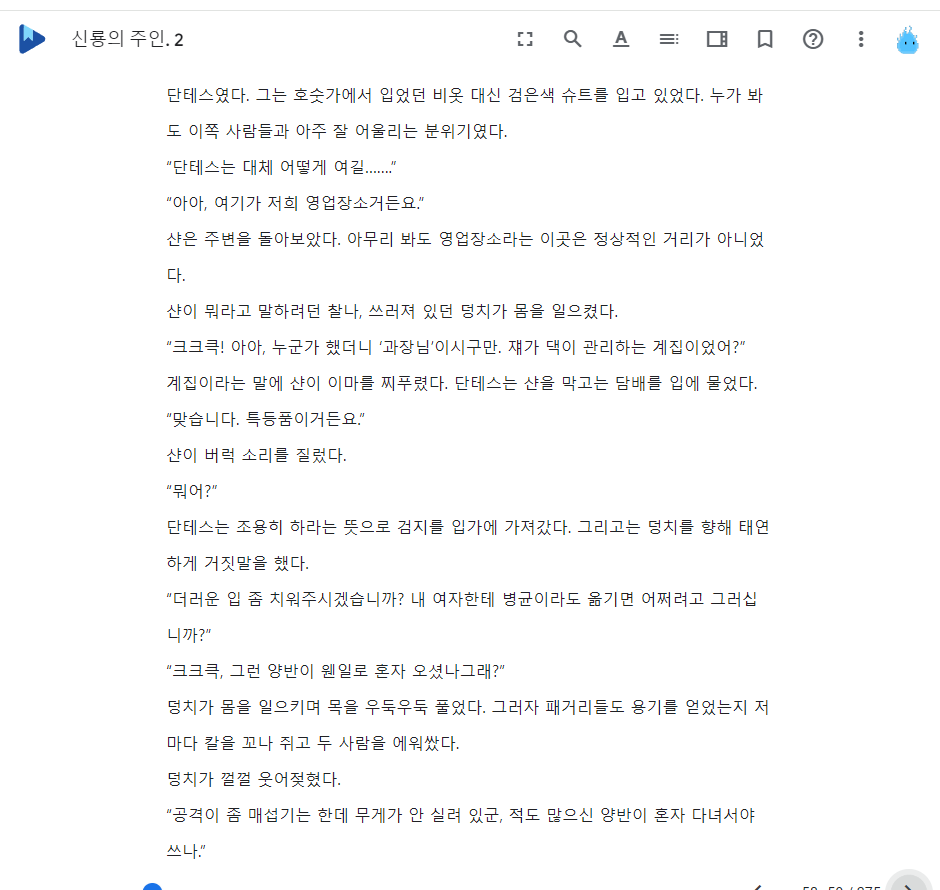 신룡의 주인. 2
단테스였다. 그는 호숫가에서 입었던 비옷 대신 검은색 슈트를 입고 있었다. 누가 봐
도 이쪽 사람들과 아주 잘 어울리는 분위기였다.
“단테스는 대체 어떻게 여길…….”
“아아, 여기가 저희 영업장소거든요.”
샨은 주변을 돌아보았다. 아무리 봐도 영업장소라는 이곳은 정상적인 거리가 아니었
다.
샨이 뭐라고 말하려던 찰나, 쓰러져 있던 덩치가 몸을 일으켰다.
“크크큭! 아아, 누군가 했더니 ‘과장님’이시구만. 쟤가 댁이 관리하는 계집이었어?”
계집이라는 말에 샨이 이마를 찌푸렸다. 단테스는 샨을 막고는 담배를 입에 물었다.
“맞습니다. 특등품이거든요.”
샨이 버럭 소리를 질렀다.
“뭐어?”
단테스는 조용히 하라는 뜻으로 검지를 입가에 가져갔다. 그리고는 덩치를 향해 태연
하게 거짓말을 했다.
“더러운 입 좀 치워주시겠습니까? 내 여자한테 병균이라도 옮기면 어쩌려고 그러십
니까?”
“크크큭, 그런 양반이 웬일로 혼자 오셨나그래?”
덩치가 몸을 일으키며 목을 우둑우둑 풀었다. 그러자 패거리들도 용기를 얻었는지 저
마다 칼을 꼬나 쥐고 두 사람을 에워쌌다.
덩치가 껄껄 웃어젖혔다.
“공격이 좀 매섭기는 한데 무게가 안 실려 있군, 적도 많으신 양반이 혼자 다녀서야
쓰나.”